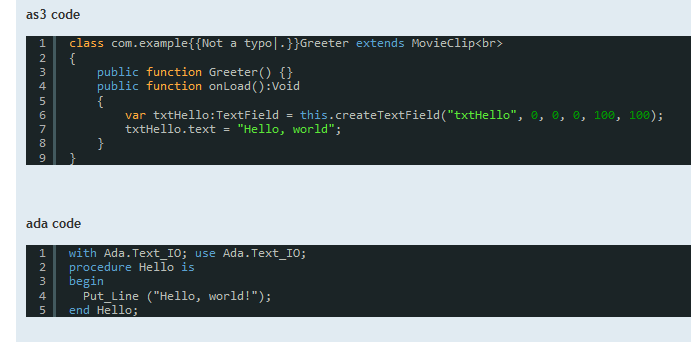 as3 code
1 class com.example{{Not a typo|.}}Greeter extends MovieClip<br>
2 {
3     public function Greeter() {}
4     public function onLoad():Void
5     {
6         var txtHello:TextField = this.createTextField("txtHello", 0, 0, 0, 100, 100);
7         txtHello.text = "Hello, world";
8     }
9 }
ada code
1 with Ada.Text_IO; use Ada.Text_IO;
2 procedure Hello is
3 begin
4   Put_Line ("Hello, world!");
5 end Hello;